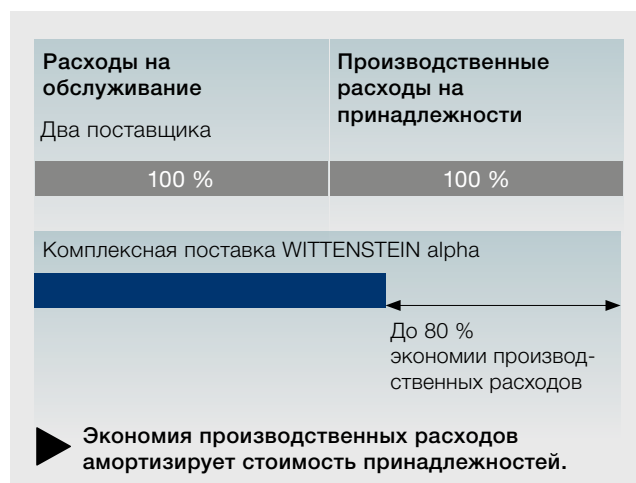 Расходы на
обслуживание
Два поставщика
Производственные
расходы на
принадлежности
100 %
100 %
Комплексная поставка WITTENSTEIN alpha
До 80 %
экономии производ-
ственных расходов
Экономия производственных расходов
амортизирует стоимость принадлежностей.